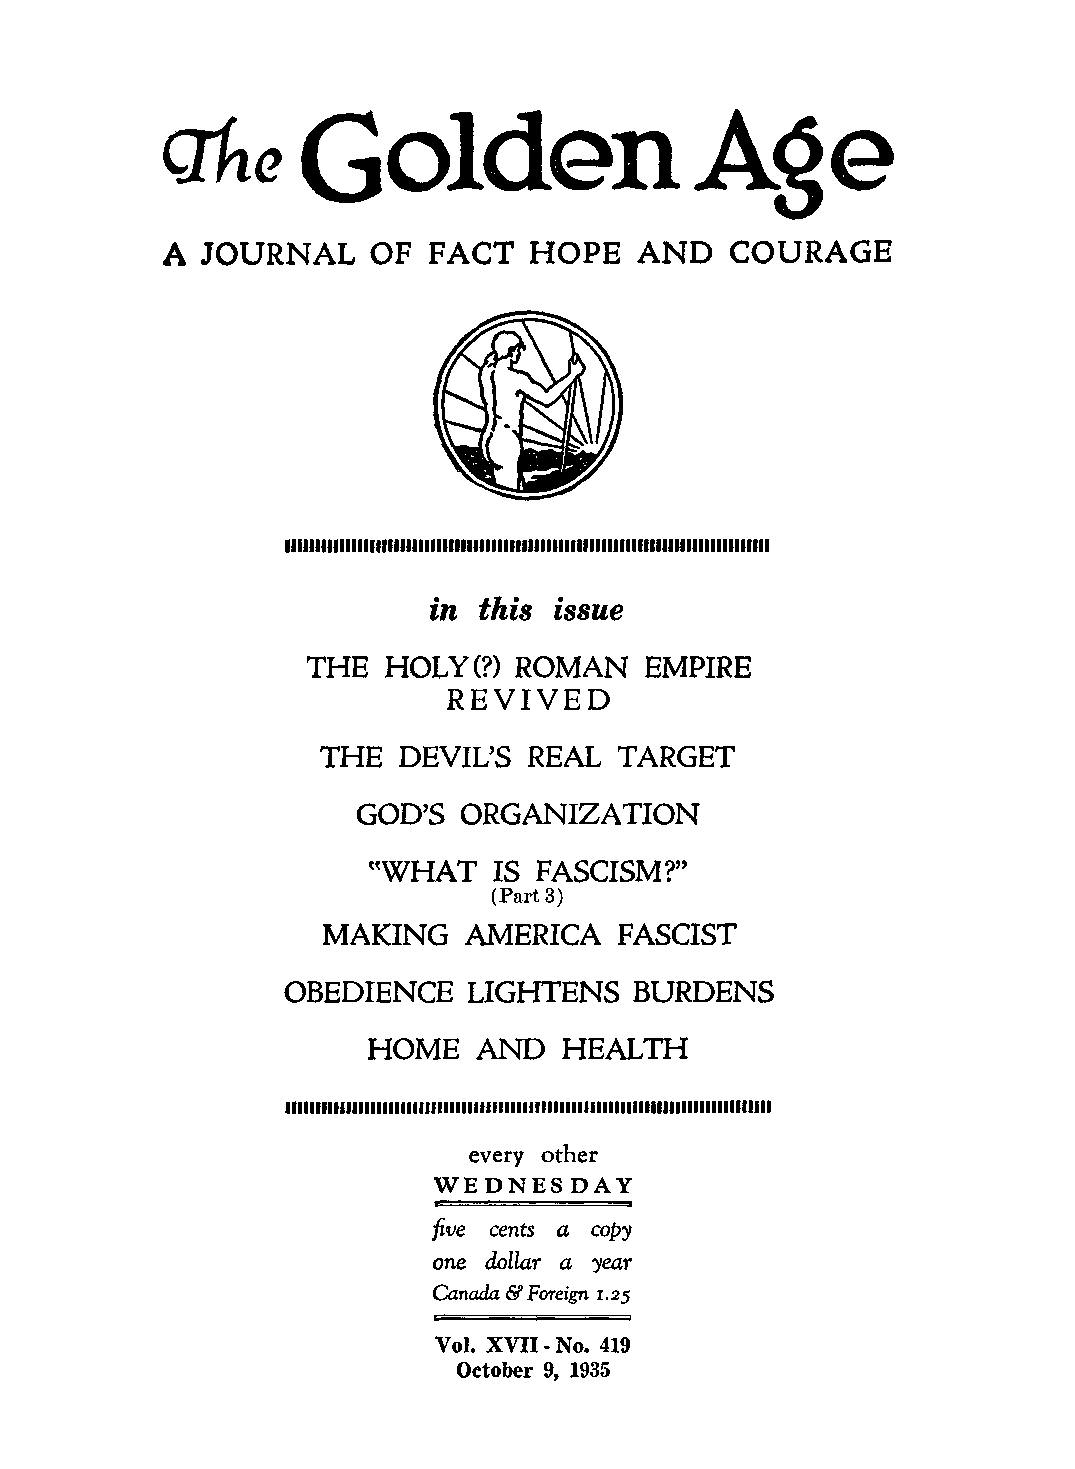 The Golden Age
A JOURNAL OF FACT HOPE AND COURAGE
in this issue
THE HOLY(?) ROMAN EMPIRE
REVIVED
THE DEVIL'S REAL TARGET
GOD'S ORGANIZATION
"WHAT IS FASCISM?"
(Part 3)
MAKING AMERICA FASCIST
OBEDIENCE LIGHTENS BURDENS
HOME AND HEALTH
every other
WEDNESDAY
five cents a copy
one dollar a year
Canada & Foreign 1.25
Vol. XVII - No. 419
October 9, 1935